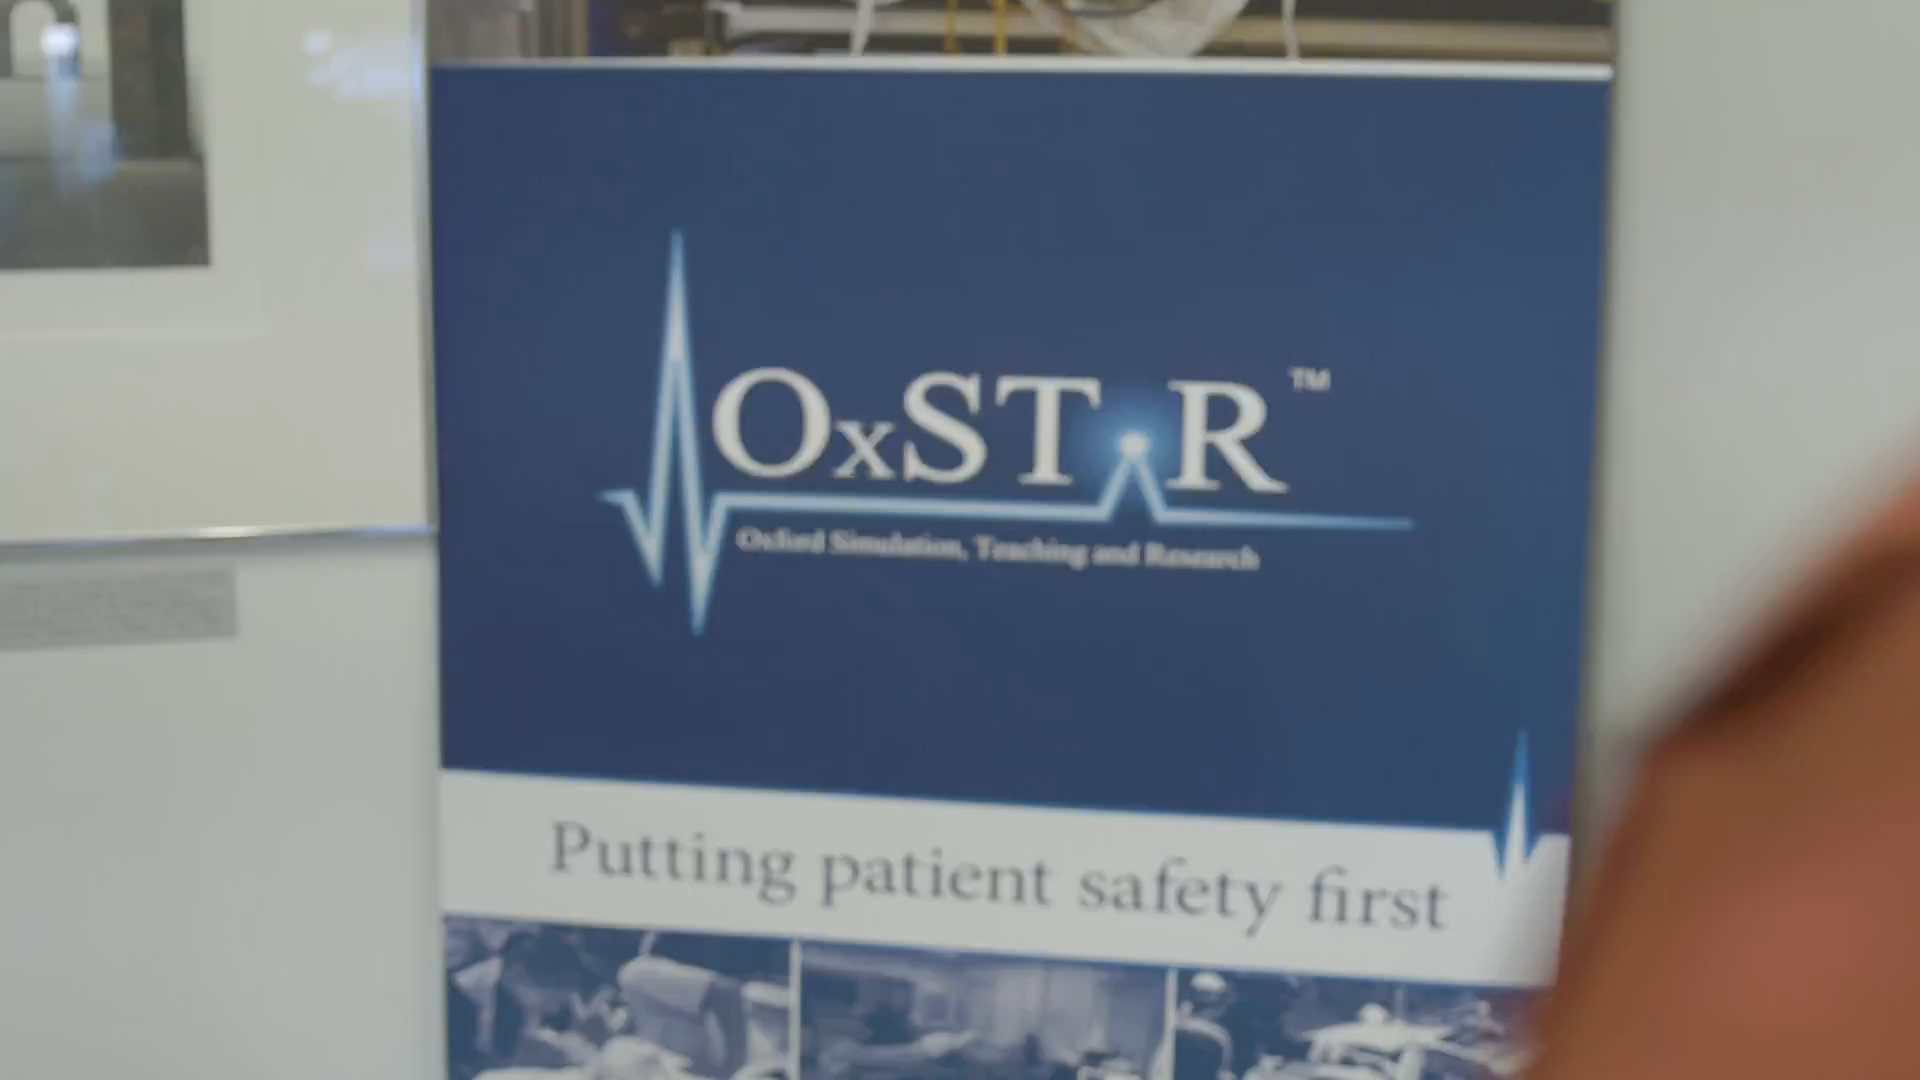 OxSTAR™
Oxford Simulation, Teaching and Research
Putting patient safety first